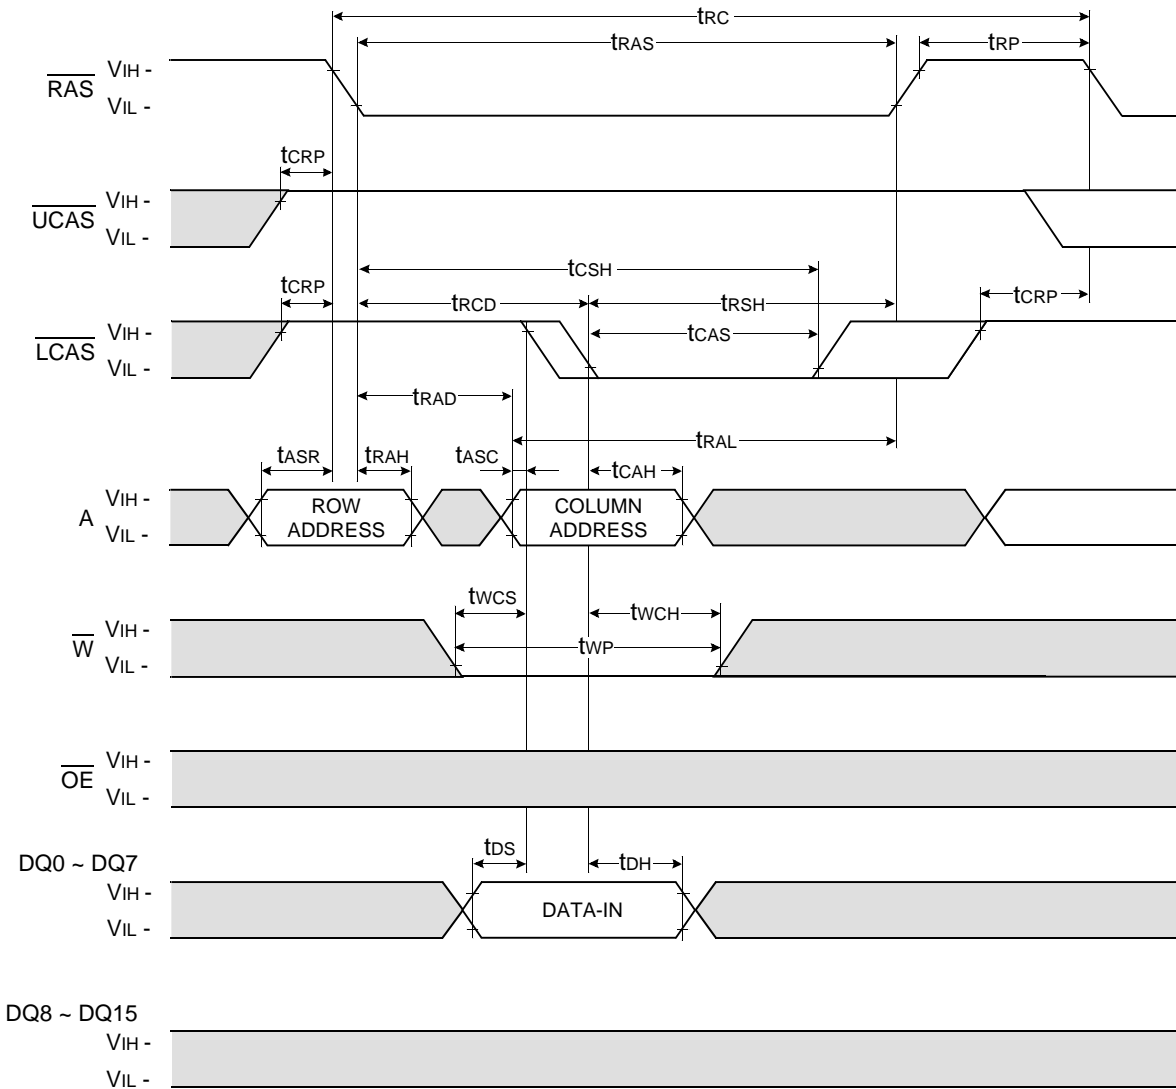 tRC
tRAS
tRP
RAS
VIH -
VIL -
tCRP
UCAS
VIH -
VIL -
tCSH
tCRP
tRCD
tRSH
tCRP
LCAS
VIH -
VIL -
tCAS
tRAD
tRAL
tASR
tRAH
tASC
tCAH
A
VIH -
VIL -
ROW
ADDRESS
COLUMN
ADDRESS
tWCS
tWCH
W
VIH -
VIL -
tWP
OE
VIH -
VIL -
tDS
tDH
DQ0 ~ DQ7
VIH -
VIL -
DATA-IN
DQ8 ~ DQ15
VIH -
VIL -